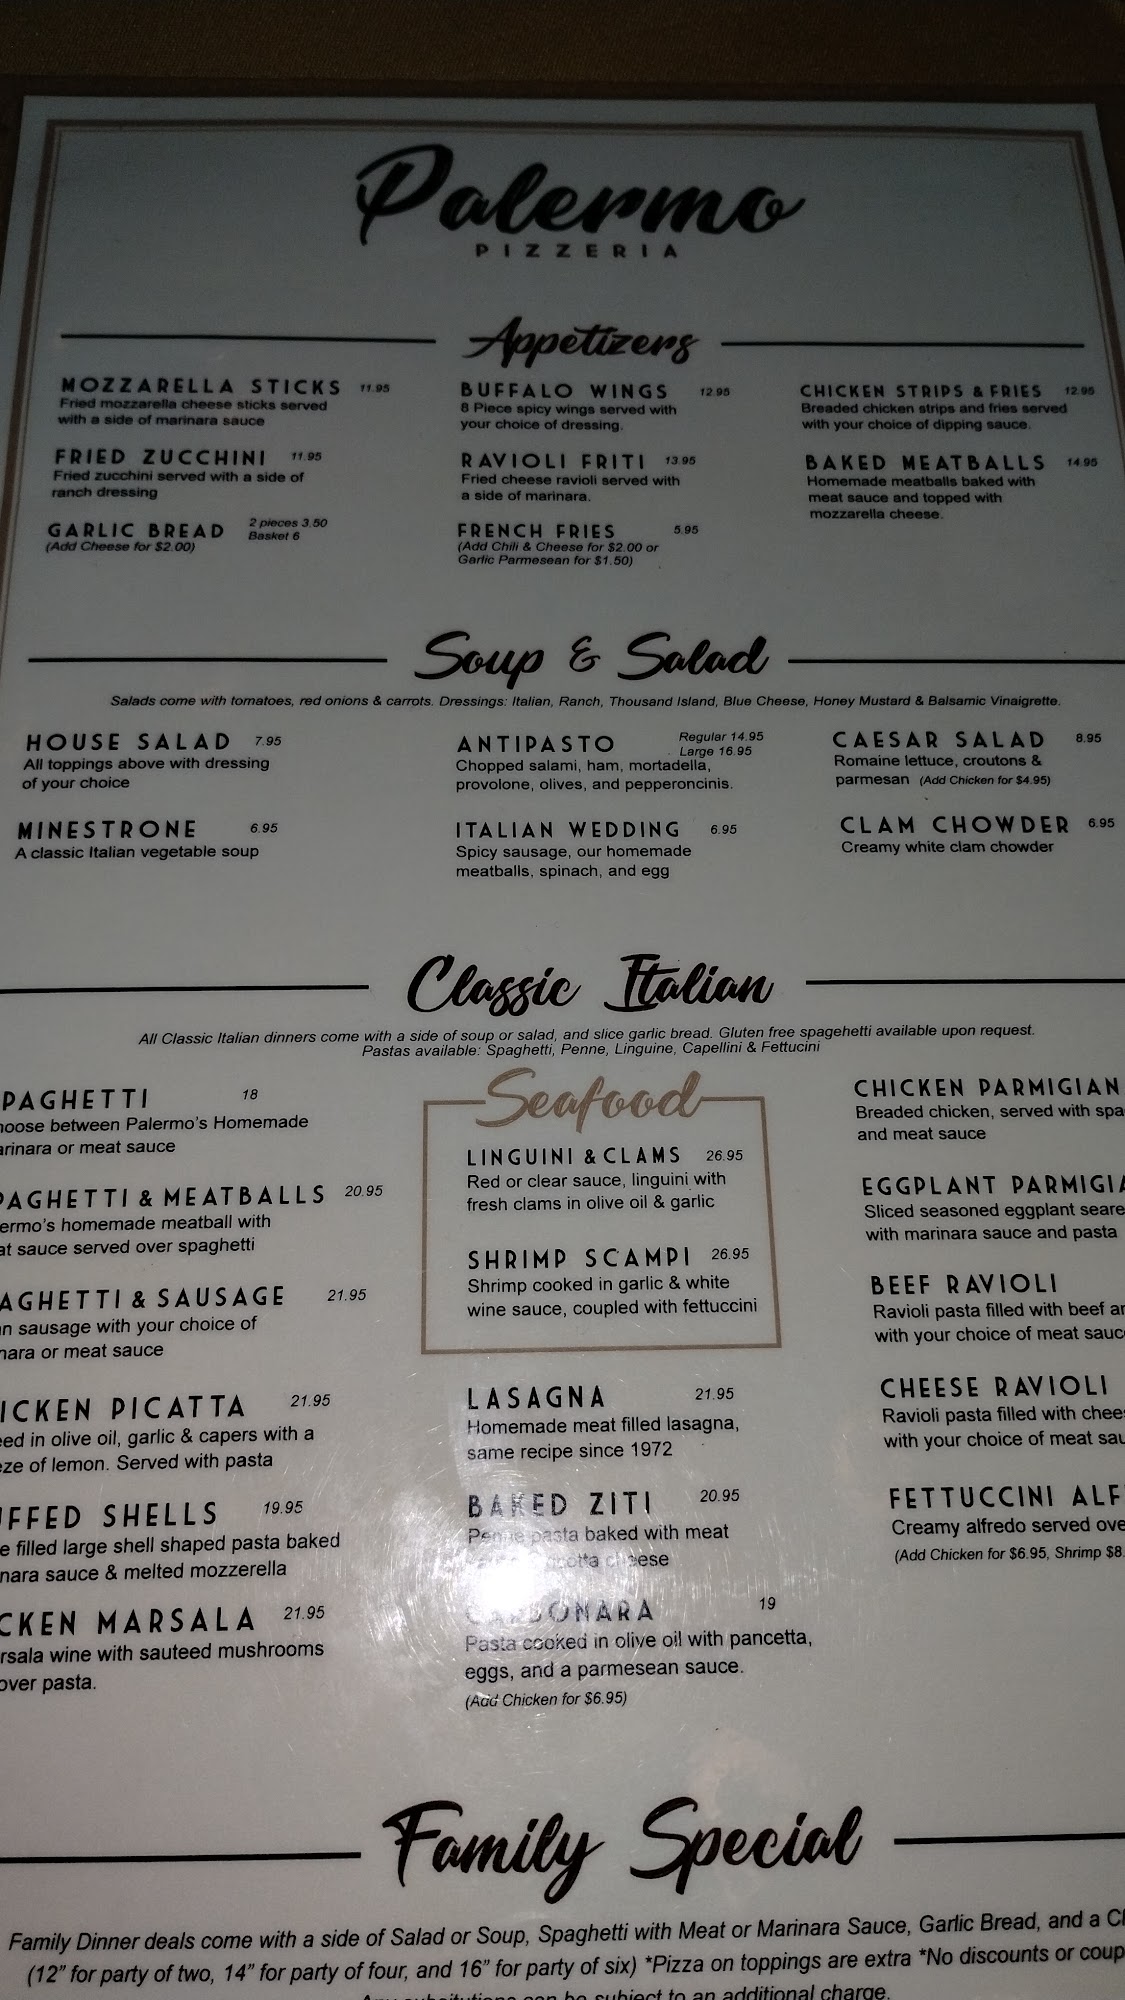 Palermo
PIZZERIA
Appetizers
MOZZARELLA STICKS 11.95
Fried mozzarella cheese sticks served
with a side of marinara sauce
FRIED ZUCCHINI 11.95
Fried zucchini served with a side of
ranch dressing
GARLIC BREAD 2 pieces 3.50
Basket 6
(Add Cheese for $2.00)
BUFFALO WINGS 12.95
8 Piece spicy wings served with
your choice of dressing.
RAVIOLI FRITI 13.95
Fried cheese ravioli served with
a side of marinara.
FRENCH FRIES 5.95
(Add Chili & Cheese for $2.00 or
Garlic Parmesean for $1.50)
CHICKEN STRIPS & FRIES 12.95
Breaded chicken strips and fries served
with your choice of dipping sauce.
BAKED MEATBALLS 14.95
Homemade meatballs baked with
meat sauce and topped with
mozzarella cheese.
Soup & Salad
Salads come with tomatoes, red onions & carrots. Dressings: Italian, Ranch, Thousand Island, Blue Cheese, Honey Mustard & Balsamic Vinaigrette.
HOUSE SALAD 7.95
All toppings above with dressing
of your choice
MINESTRONE 6.95
A classic Italian vegetable soup
ANTIPASTO Regular 14.95
Large 16.95
Chopped salami, ham, mortadella,
provolone, olives, and pepperoncinis.
ITALIAN WEDDING 6.95
Spicy sausage, our homemade
meatballs, spinach, and egg
CAESAR SALAD 8.95
Romaine lettuce, croutons &
parmesan (Add Chicken for $4.95)
CLAM CHOWDER 6.95
Creamy white clam chowder
Classic Italian
All Classic Italian dinners come with a side of soup or salad, and slice garlic bread. Gluten free spagehetti available upon request.
Pastas available: Spaghetti, Penne, Linguine, Capellini & Fettucini
PAGHETTI 18
hoose between Palermo's Homemade
arinara or meat sauce
PAGHETTI & MEATBALLS 20.95
ermo's homemade meatball with
at sauce served over spaghetti
AGHETTI & SAUSAGE 21.95
an sausage with your choice of
nara or meat sauce
ICKEN PICATTA 21.95
eed in olive oil, garlic & capers with a
eze of lemon. Served with pasta
FFED SHELLS 19.95
e filled large shell shaped pasta baked
nara sauce & melted mozzerella
CKEN MARSALA 21.95
rsala wine with sauteed mushrooms
over pasta.
Seafood
LINGUINI & CLAMS 26.95
Red or clear sauce, linguini with
fresh clams in olive oil & garlic
SHRIMP SCAMPI 26.95
Shrimp cooked in garlic & white
wine sauce, coupled with fettuccini
LASAGNA 21.95
Homemade meat filled lasagna,
same recipe since 1972
BAKED ZITI 20.95
Penne pasta baked with meat
cheese
CARBONARA 19
Pasta cooked in olive oil with pancetta,
eggs, and a parmesean sauce.
(Add Chicken for $6.95)
CHICKEN PARMIGIAN
Breaded chicken, served with spa
and meat sauce
EGGPLANT PARMIGIA
Sliced seasoned eggplant seare
with marinara sauce and pasta
BEEF RAVIOLI
Ravioli pasta filled with beef an
with your choice of meat sauc
CHEESE RAVIOLI
Ravioli pasta filled with chees
with your choice of meat sau
FETTUCCINI ALF
Creamy alfredo served ove
(Add Chicken for $6.95, Shrimp $8.
Family Special
Family Dinner deals come with a side of Salad or Soup, Spaghetti with Meat or Marinara Sauce, Garlic Bread, and a Ch
(12" for party of two, 14" for party of four, and 16" for party of six) *Pizza on toppings are extra *No discounts or coup
Any subsitutions can be subject to an additional charge.